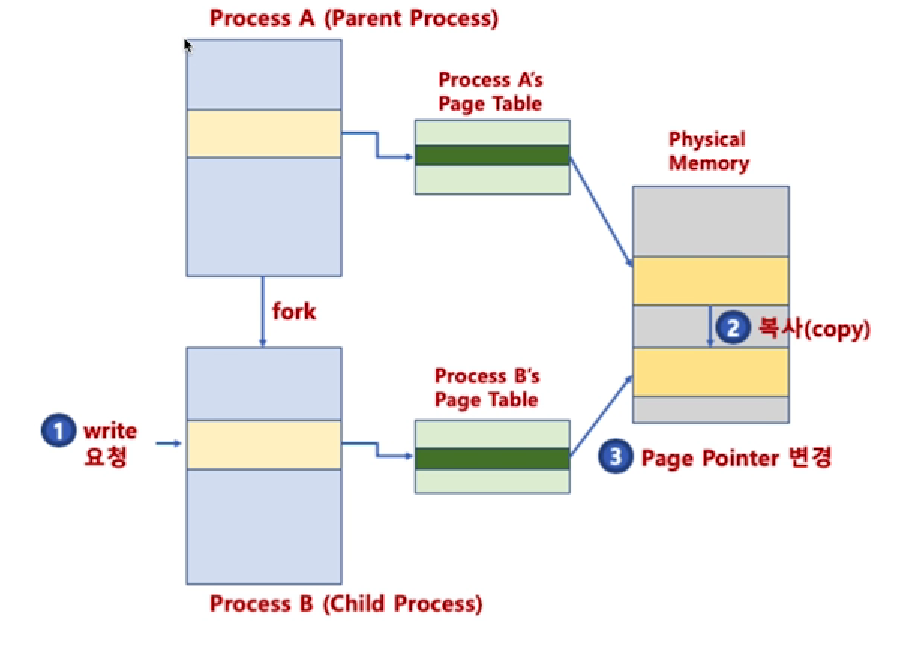 Process A (Parent Process)
Process A's
Page Table
Physical
Memory
fork
2 복사(copy)
Process B's
Page Table
1 write
요청
3 Page Pointer 변경
Process B (Child Process)